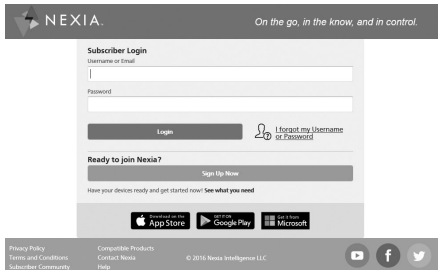 NEXIA™
On the go, in the know, and in control.
Subscriber Login
Username or Email
Password
Login
I forgot my Username
or Password
Ready to join Nexia?
Sign Up Now
Have your devices ready and get started now! See what you need
Download on the
App Store
GET IT ON
Google Play
Get it from
Microsoft
Privacy Policy
Terms and Conditions
Subscriber Community
Compatible Products
Contact Nexia
Help
© 2016 Nexia Intelligence LLC